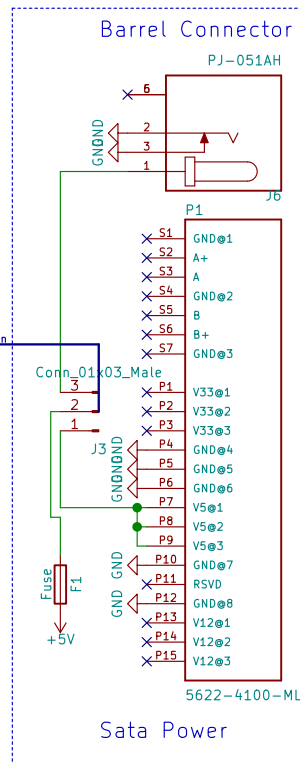 Barrel Connector
PJ-051AH
6
2
GND
3
GND
1
J6
P1
S1 GND@1
S2 A+
S3 A
S4 GND@2
S5 B
S6 B+
n
S7 GND@3
Conn_01x03_Male
3
P1 V33@1
2
P2 V33@2
1
P3 V33@3
J3
GND
P4 GND@4
GND
P5 GND@5
GND
P6 GND@6
P7 V5@1
P8 V5@2
P9 V5@3
GND
P10 GND@7
Fuse
F1
P11 RSVD
GND
P12 GND@8
P13 V12@1
+5V
P14 V12@2
P15 V12@3
5622-4100-ML
Sata Power